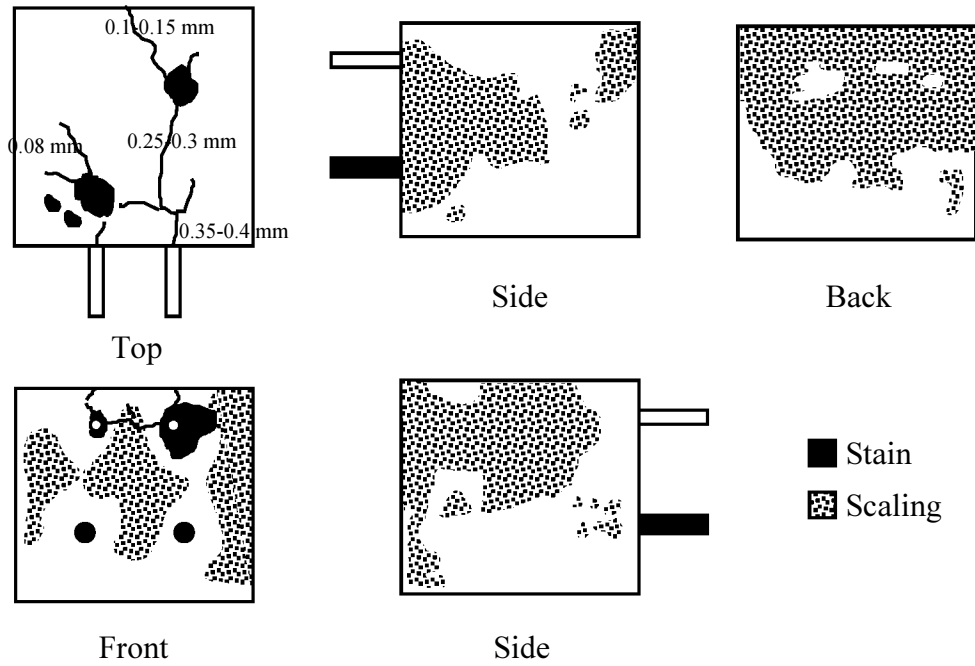 0.1-0.15 mm
0.08 mm
0.25-0.3 mm
0.35-0.4 mm
Top
Side
Back
Front
Side
Stain
Scaling